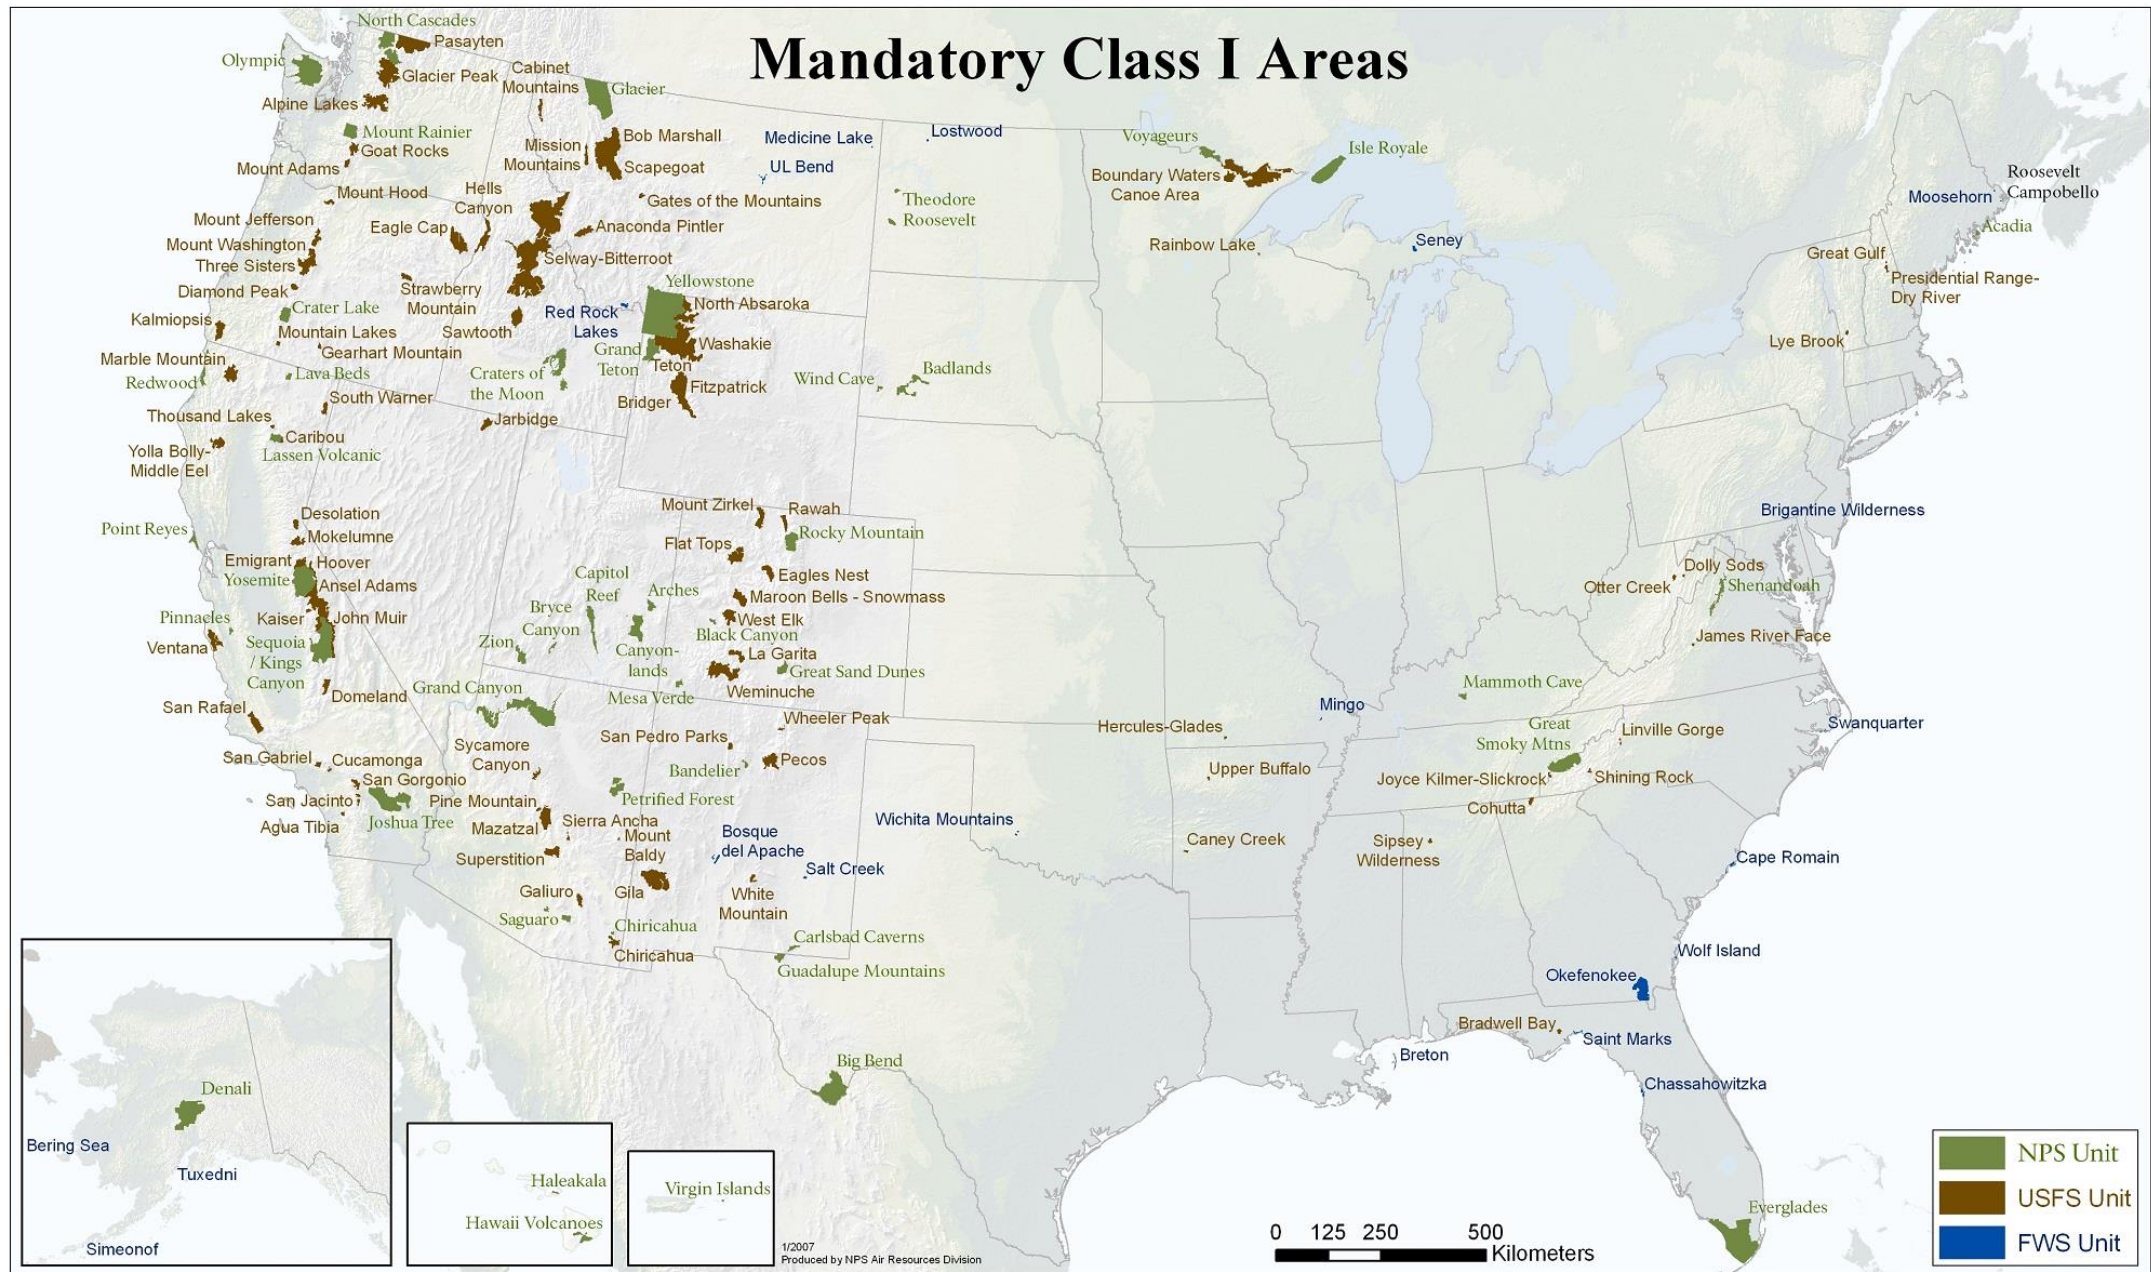 Mandatory Class I Areas
North Cascades
Pasayten
Olympic
Glacier Peak
Cabinet
Mountains
Glacier
Alpine Lakes
Mount Rainier
Goat Rocks
Mount Adams
Mission
Mountains
Bob Marshall
Scapegoat
Medicine Lake
Lostwood
UL Bend
Mount Hood
Hells
Canyon
Gates of the Mountains
Theodore
Roosevelt
Mount Jefferson
Eagle Cap
Anaconda Pintler
Mount Washington
Three Sisters
Selway-Bitterroot
Diamond Peak
Strawberry
Mountain
Yellowstone
North Absaroka
Crater Lake
Kalmiopsis
Mountain Lakes
Sawtooth
Red Rock
Lakes
Gearhart Mountain
Washakie
Grand
Teton
Teton
Marble Mountain
Redwood
Lava Beds
Craters of
the Moon
Fitzpatrick
Bridger
Wind Cave
Badlands
South Warner
Thousand Lakes
Jarbidge
Caribou
Lassen Volcanic
Yolla Bolly-
Middle Eel
Voyageurs
Isle Royale
Boundary Waters
Canoe Area
Rainbow Lake
Seney
Moosehorn
Roosevelt
Campobello
Acadia
Great Gulf
Presidential Range-
Dry River
Lye Brook
Desolation
Mokelumne
Point Reyes
Emigrant
Hoover
Yosemite
Ansel Adams
Pinnacles
Kaiser
John Muir
Ventana
Sequoia
/ Kings
Canyon
Domeland
San Rafael
Mount Zirkel
Rawah
Rocky Mountain
Flat Tops
Eagles Nest
Maroon Bells - Snowmass
West Elk
Black Canyon
La Garita
Great Sand Dunes
Weminuche
Capitol
Reef
Arches
Bryce
Canyon
Zion
Canyon-
lands
Mesa Verde
Grand Canyon
Wheeler Peak
San Pedro Parks
Pecos
Bandelier
San Gabriel
Cucamonga
San Gorgonio
San Jacinto
Agua Tibia
Joshua Tree
Sycamore
Canyon
Pine Mountain
Mazatzal
Sierra Ancha
Superstition
Petrified Forest
Mount
Baldy
Bosque
del Apache
Salt Creek
Wichita Mountains
Galiuro
Gila
White
Mountain
Saguaro
Chiricahua
Chiricahua
Carlsbad Caverns
Guadalupe Mountains
Big Bend
Brigantine Wilderness
Dolly Sods
Otter Creek
Shenandoah
James River Face
Mammoth Cave
Mingo
Hercules-Glades
Great
Smoky Mtns
Linville Gorge
Swanquarter
Upper Buffalo
Joyce Kilmer-Slickrock
Shining Rock
Cohutta
Caney Creek
Sipsey
Wilderness
Cape Romain
Wolf Island
Okefenokee
Bradwell Bay
Saint Marks
Breton
Chassahowitzka
Everglades
Denali
Bering Sea
Tuxedni
Simeonof
Haleakala
Hawaii Volcanoes
Virgin Islands
1/2007
Produced by NPS Air Resources Division
0 125 250 500
Kilometers
NPS Unit
USFS Unit
FWS Unit